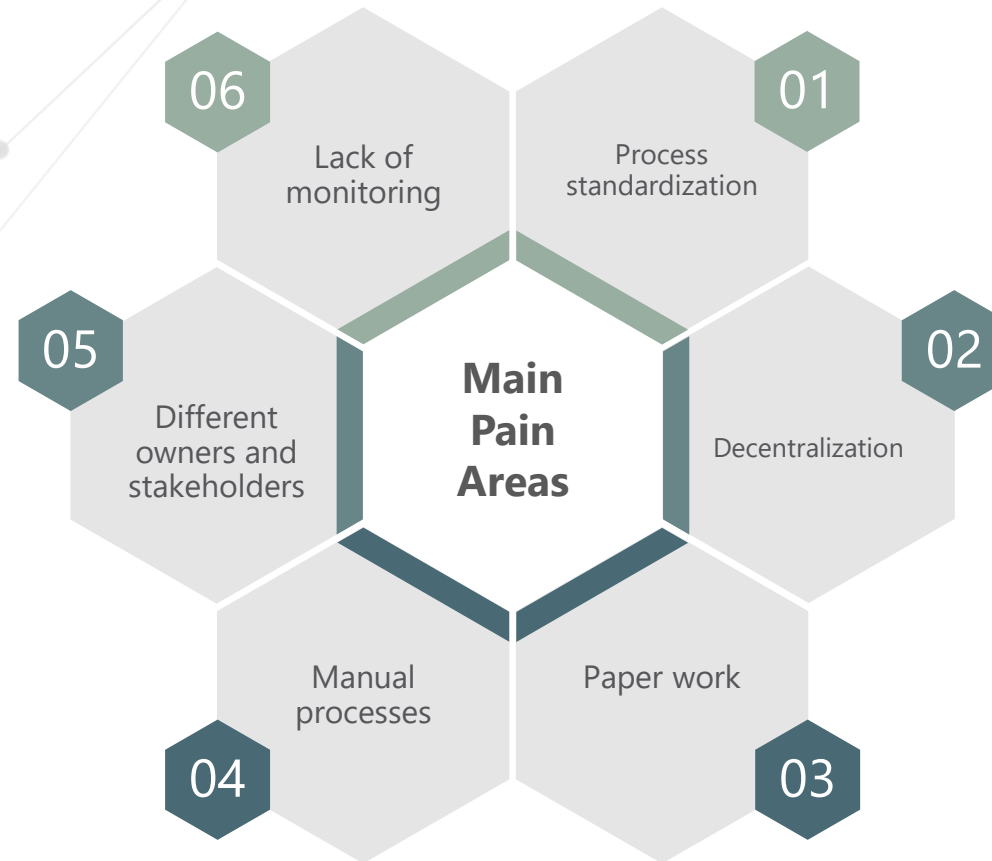 Main
Pain
Areas
01
Process
standardization
02
Decentralization
03
Paper work
04
Manual
processes
05
Different
owners and
stakeholders
06
Lack of
monitoring